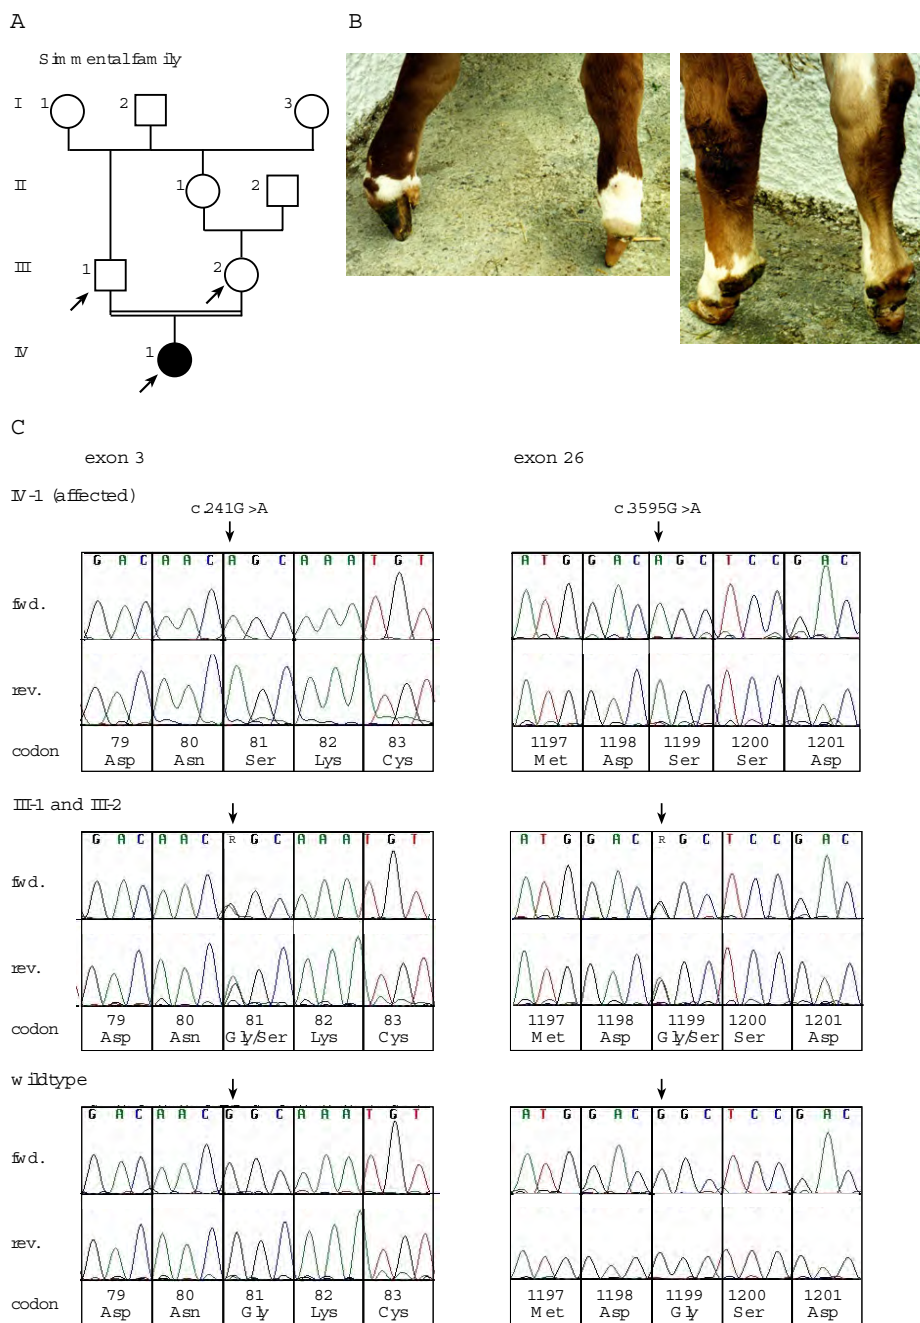 A
B
Simmental family
I
1
2
3
II
1
2
III
1
2
IV
1
C
exon 3
exon 26
IV-1 (affected)
c.241G>A
c.3595G>A
G A C A A C A G C A A A T G T
A T G G A C A G C T C C G A C
fwd.
rev.
codon
79 80 81 82 83
Asp Asn Ser Lys Cys
1197 1198 1199 1200 1201
Met Asp Ser Ser Asp
III-1 and III-2
G A C A A C R G C A A A T G T
A T G G A C R G C T C C G A C
fwd.
rev.
codon
79 80 81 82 83
Asp Asn Gly/Ser Lys Cys
1197 1198 1199 1200 1201
Met Asp Gly/Ser Ser Asp
wildtype
G A C A A C G G C A A A T G T
A T G G A C G G C T C C G A C
fwd.
rev.
codon
79 80 81 82 83
Asp Asn Gly Lys Cys
1197 1198 1199 1200 1201
Met Asp Gly Ser Asp